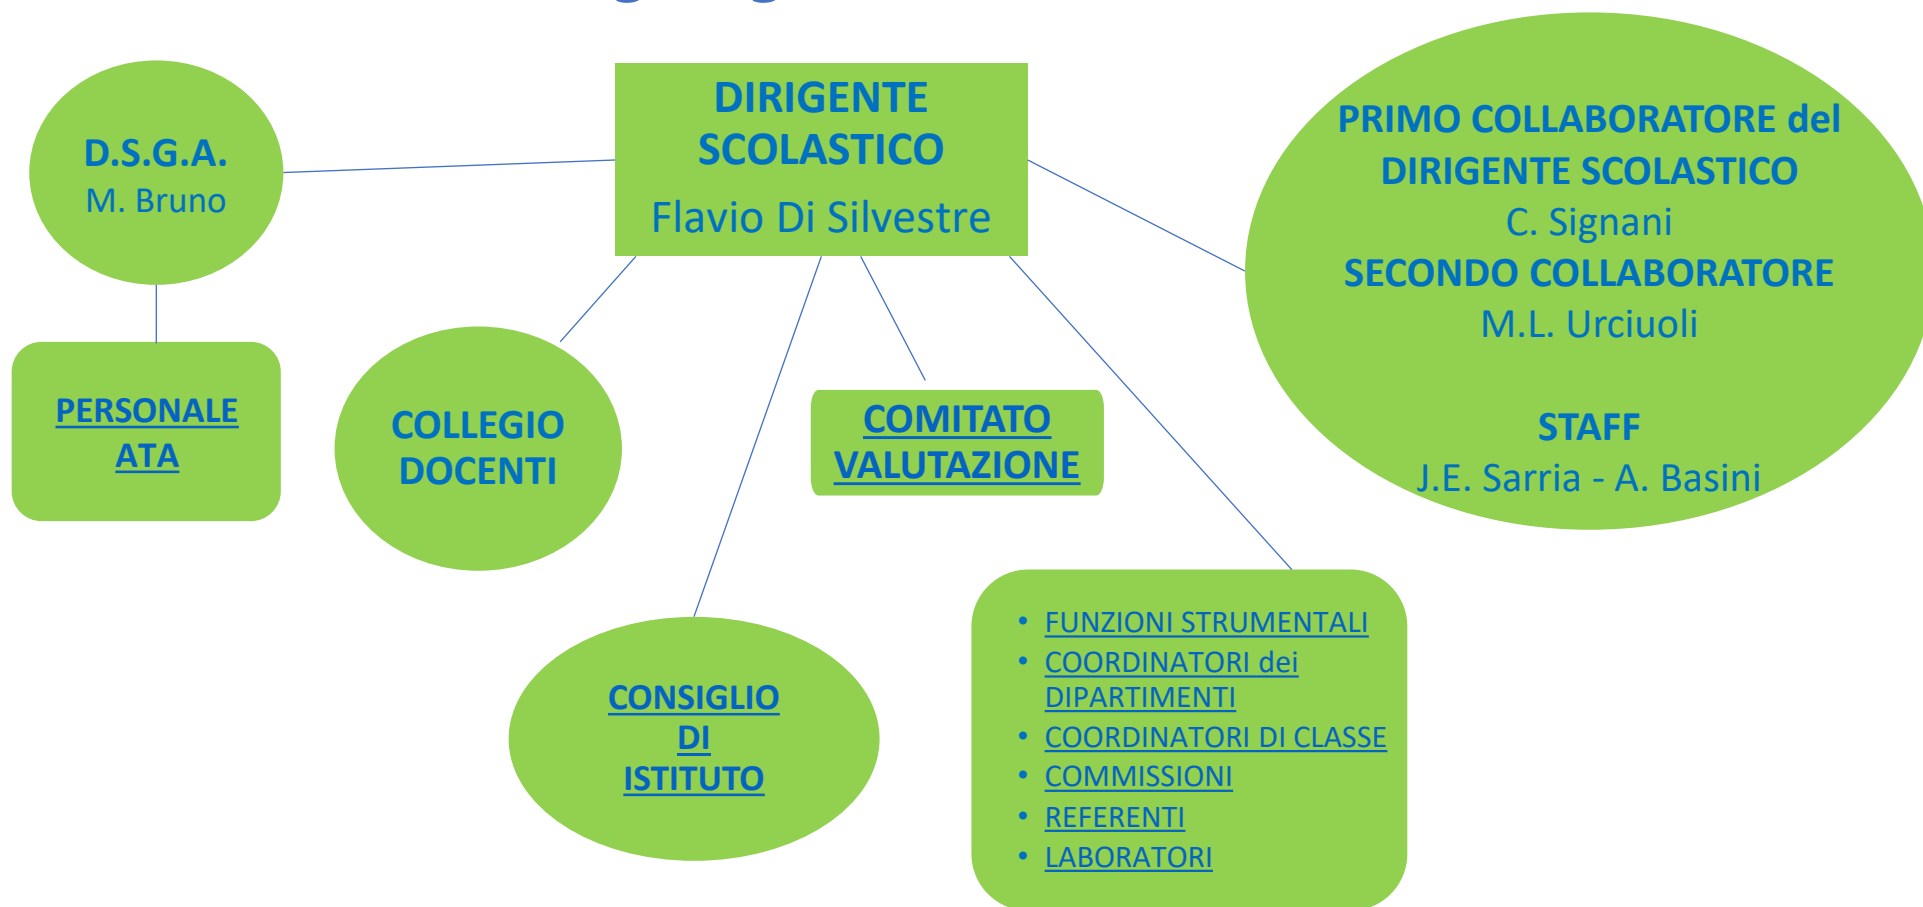 D.S.G.A.
M. Bruno
DIRIGENTE
SCOLASTICO
Flavio Di Silvestre
PRIMO COLLABORATORE del
DIRIGENTE SCOLASTICO
C. Signani
SECONDO COLLABORATORE
M.L. Urciuoli
STAFF
J.E. Sarria - A. Basini
PERSONALE
ATA
COLLEGIO
DOCENTI
COMITATO
VALUTAZIONE
CONSIGLIO
DI
ISTITUTO
• FUNZIONI STRUMENTALI
• COORDINATORI dei
DIPARTIMENTI
• COORDINATORI DI CLASSE
• COMMISSIONI
• REFERENTI
• LABORATORI